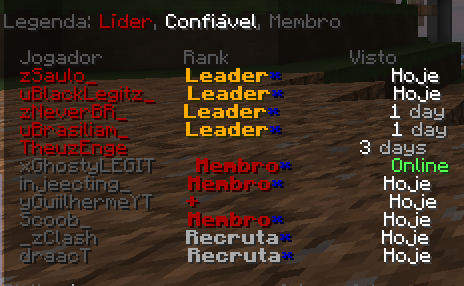 Legenda: Líder, Confiável, Membro
Jogador Rank Visto
z3aulo_ Leader* Hoje
uBlackLegitz_ Leader* Hoje
zNeverBR_ Leader* 1 day
uBrasiliam_ Leader* 1 day
TheuzEnge 3 days
xGhostyLEGIT Membro* Online
injeecting_ Membro* Hoje
yGuiilhermeYT + Hoje
Scoob_ Membro* Hoje
_zClash Recruta* Hoje
draacT Recruta* Hoje